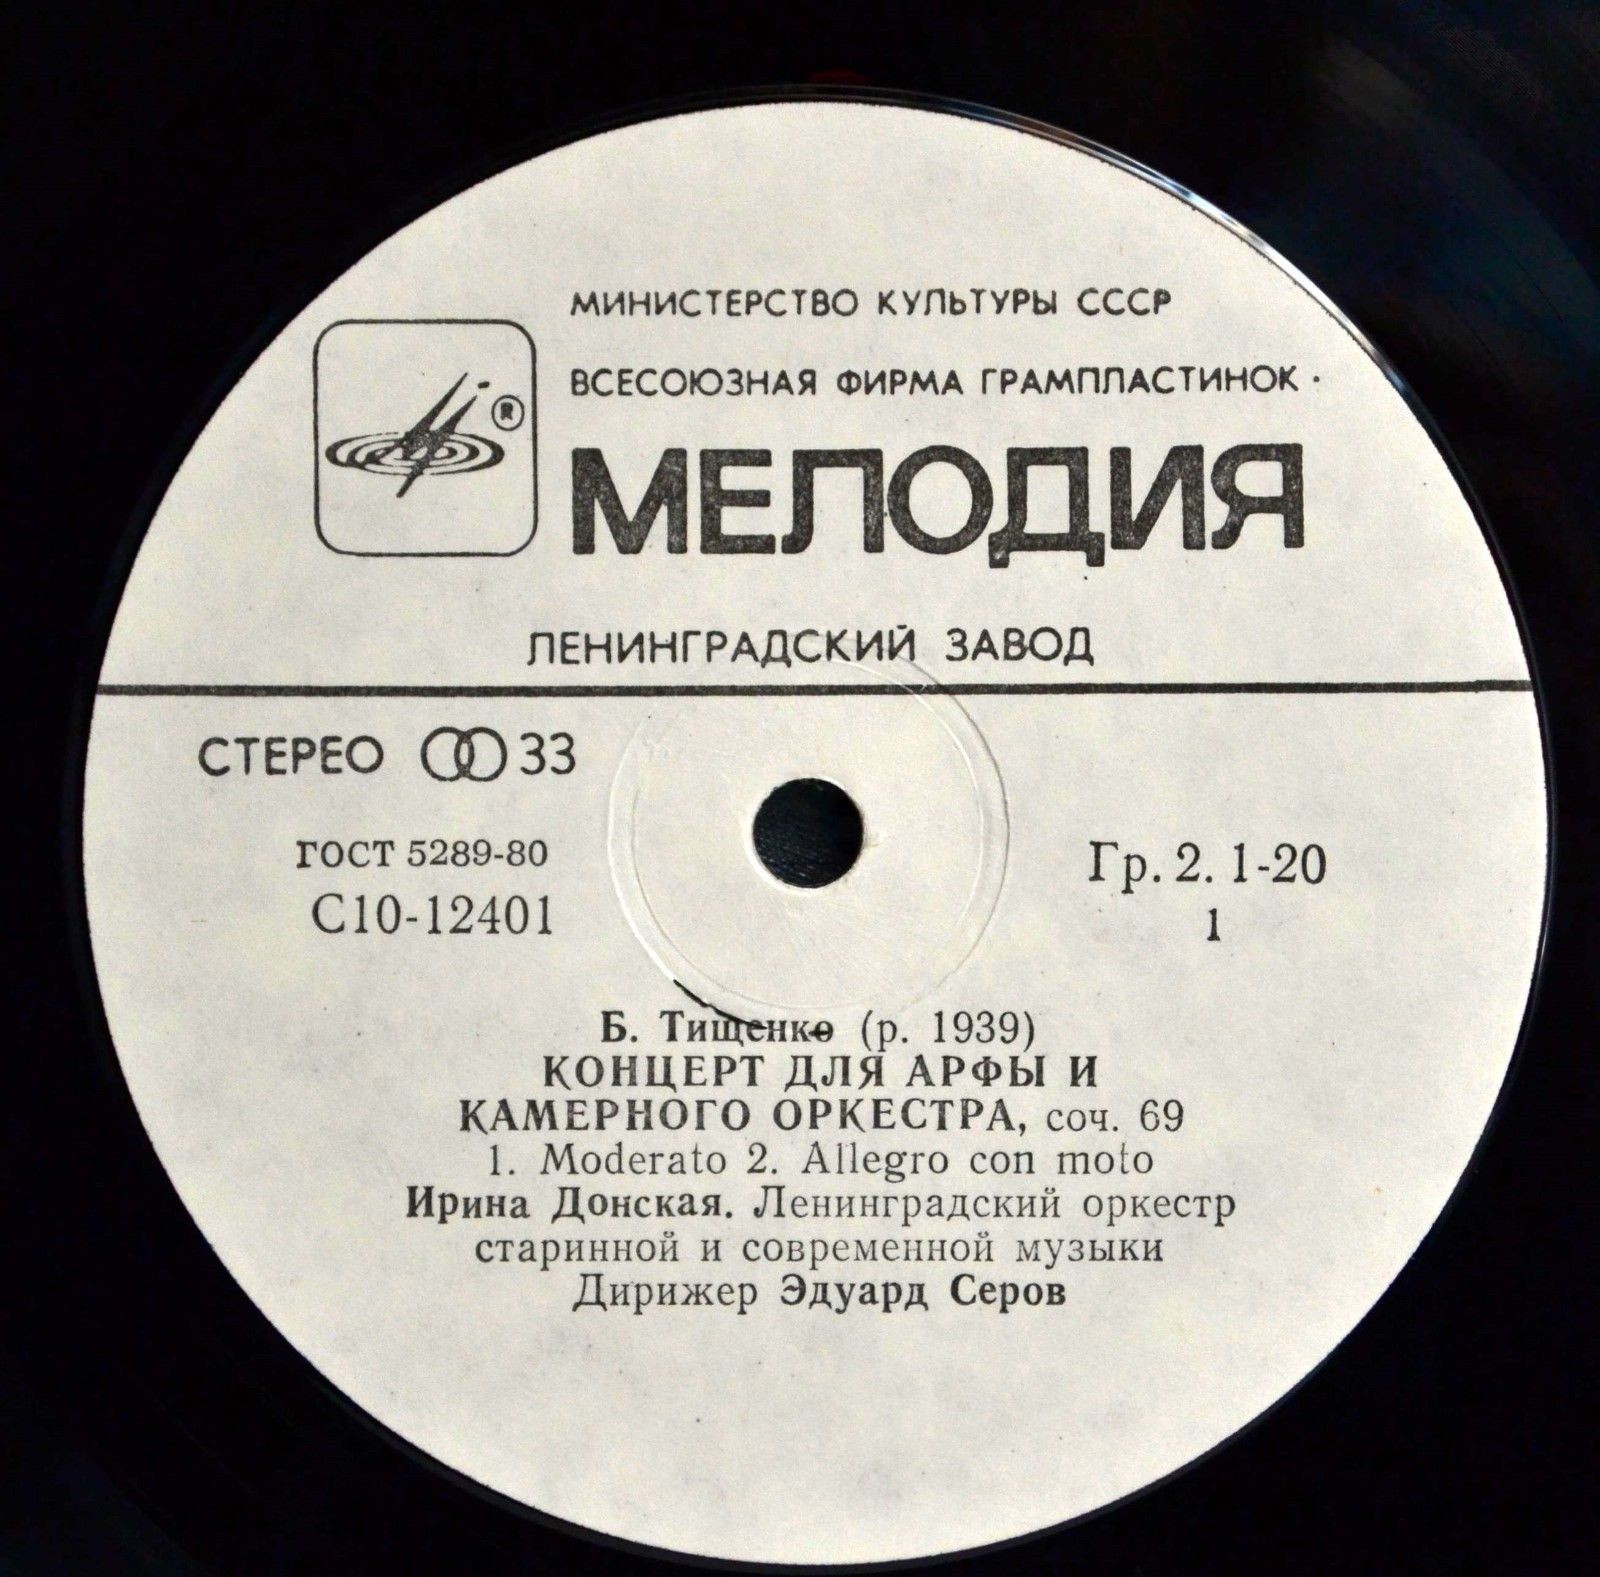 МИНИСТЕРСТВО КУЛЬТУРЫ СССР
ВСЕСОЮЗНАЯ ФИРМА ГРАМПЛАСТИНОК ·
®
МЕЛОДИЯ
ЛЕНИНГРАДСКИЙ ЗАВОД
СТЕРЕО 33
ГОСТ 5289-80
С10-12401
Гр. 2. 1-20
1
Б. Тищенко (р. 1939)
КОНЦЕРТ ДЛЯ АРФЫ И
КАМЕРНОГО ОРКЕСТРА, соч. 69
1. Moderato 2. Allegro con moto
Ирина Донская. Ленинградский оркестр
старинной и современной музыки
Дирижер Эдуард Серов